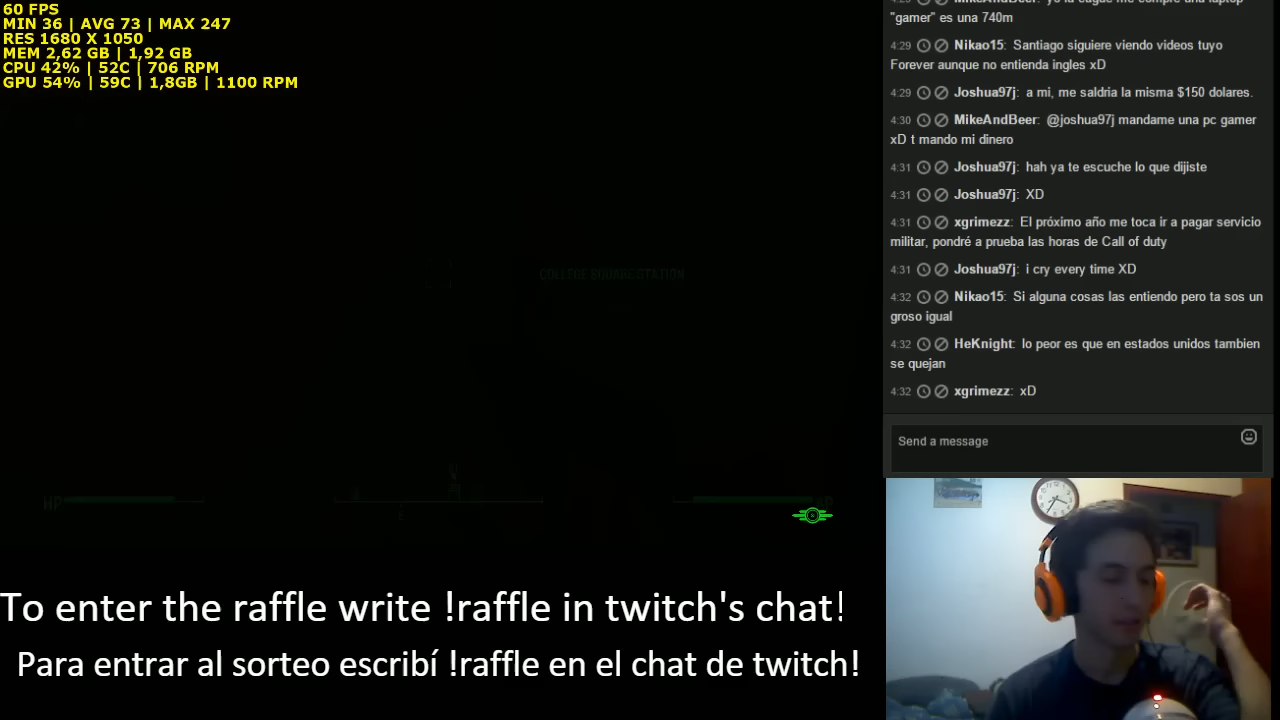 60 FPS
MIN 36 | AVG 73 | MAX 247
RES 1680 X 1050
MEM 2,62 GB | 1,92 GB
CPU 42% | 52C | 706 RPM
GPU 54% | 59C | 1,8GB | 1100 RPM
COLLEGE SQUARE STATION
HP
AP
"gamer" es una 740m
4:29 Nikao15: Santiago siguiere viendo videos tuyo
Forever aunque no entienda ingles xD
4:29 Joshua97j: a mi, me saldria la misma $150 dolares.
4:30 MikeAndBeer: @joshua97j mandame una pc gamer
xD t mando mi dinero
4:31 Joshua97j: hah ya te escuche lo que dijiste
4:31 Joshua97j: XD
4:31 xgrimezz: El próximo año me toca ir a pagar servicio
militar, pondré a prueba las horas de Call of duty
4:31 Joshua97j: i cry every time XD
4:32 Nikao15: Si alguna cosas las entiendo pero ta sos un
groso igual
4:32 HeKnight: lo peor es que en estados unidos tambien
se quejan
4:32 xgrimezz: xD
Send a message
To enter the raffle write !raffle in twitch's chat!
Para entrar al sorteo escribí !raffle en el chat de twitch!